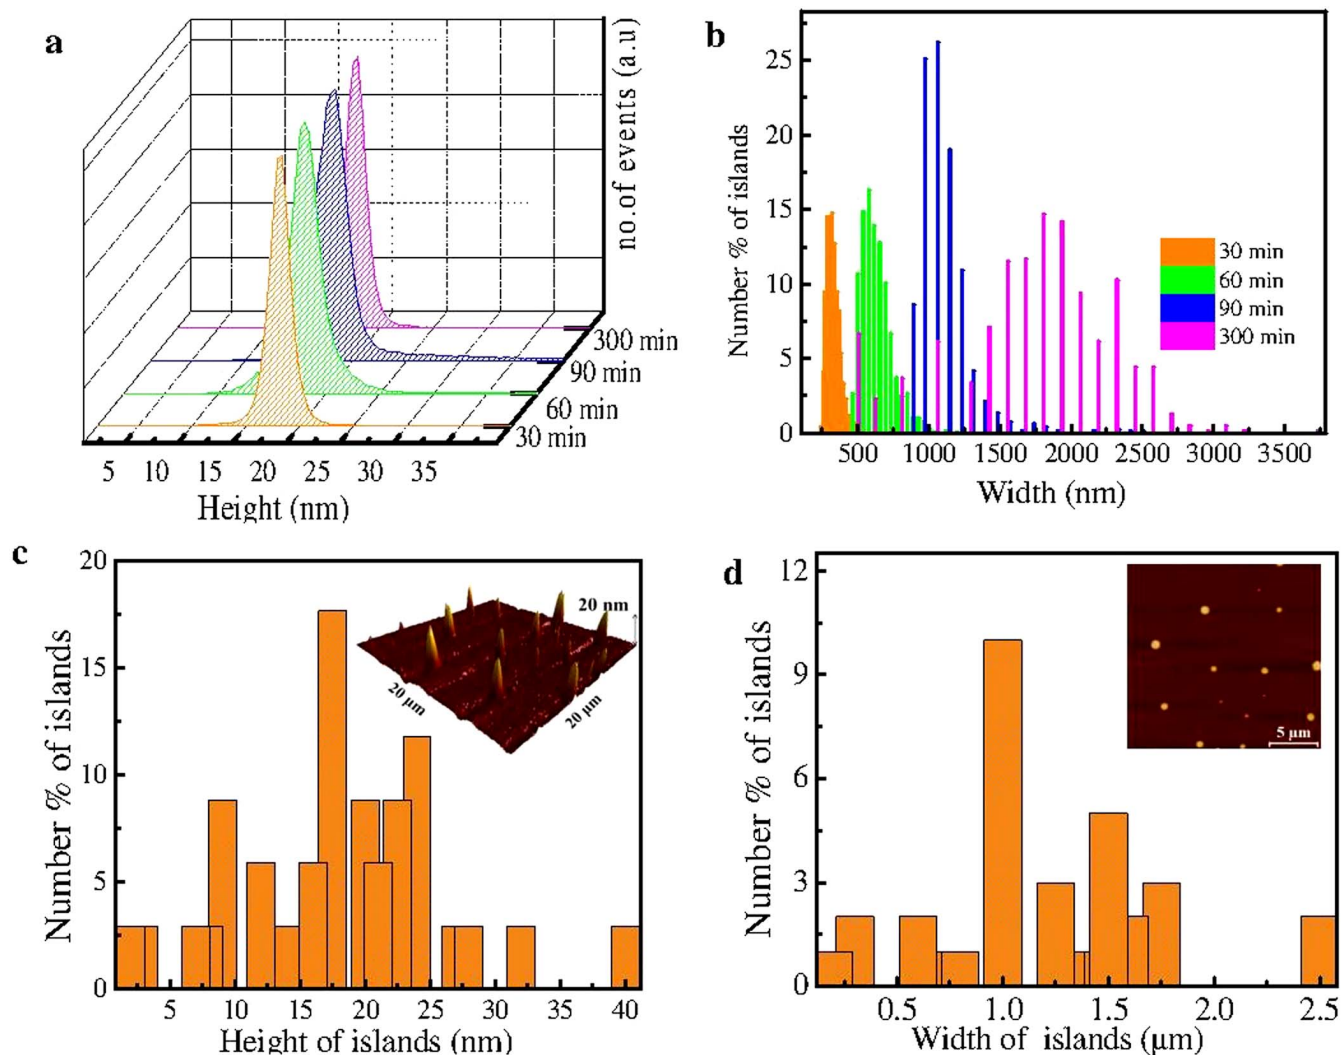 a
no.of events (a.u)
300 min
90 min
60 min
30 min
5 10 15 20 25 30 35
Height (nm)
b
Number % of islands
25
20
15
10
5
0
30 min
60 min
90 min
300 min
500 1000 1500 2000 2500 3000 3500
Width (nm)
c
Number % of islands
20
15
10
5
0
20 nm
20 µm
20 µm
5 10 15 20 25 30 35 40
Height of islands (nm)
d
Number % of islands
12
9
6
3
0
5 µm
0.5 1.0 1.5 2.0 2.5
Width of islands (µm)